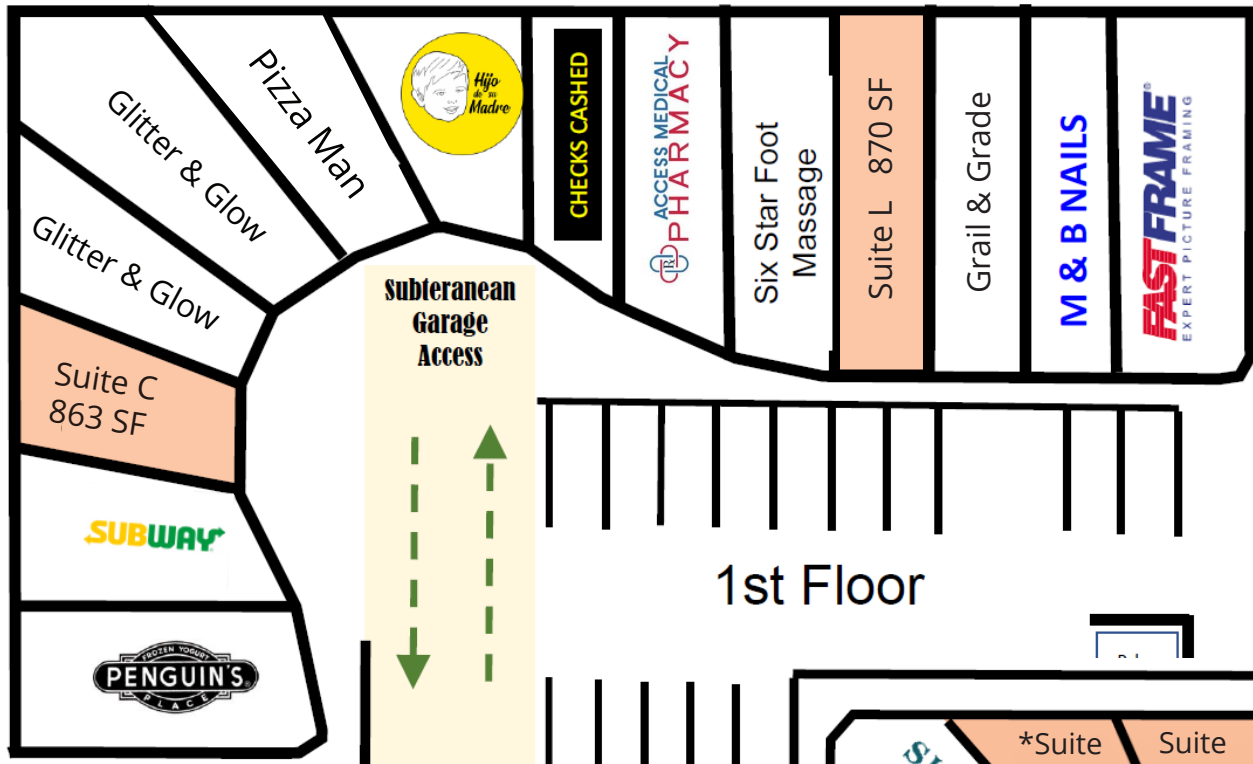 Hijo
de su
Madre
Pizza Man
Glitter & Glow
Glitter & Glow
Suite C
863 SF
SUBWAY
FROZEN YOGURT
PENGUIN'S
PLACE
CHECKS CASHED
ACCESS MEDICAL
PHARMACY
Six Star Foot
Massage
Suite L 870 SF
Grail & Grade
M & B NAILS
FASTFRAME®
EXPERT PICTURE FRAMING
Subteranean
Garage
Access
1st Floor
*Suite
Suite